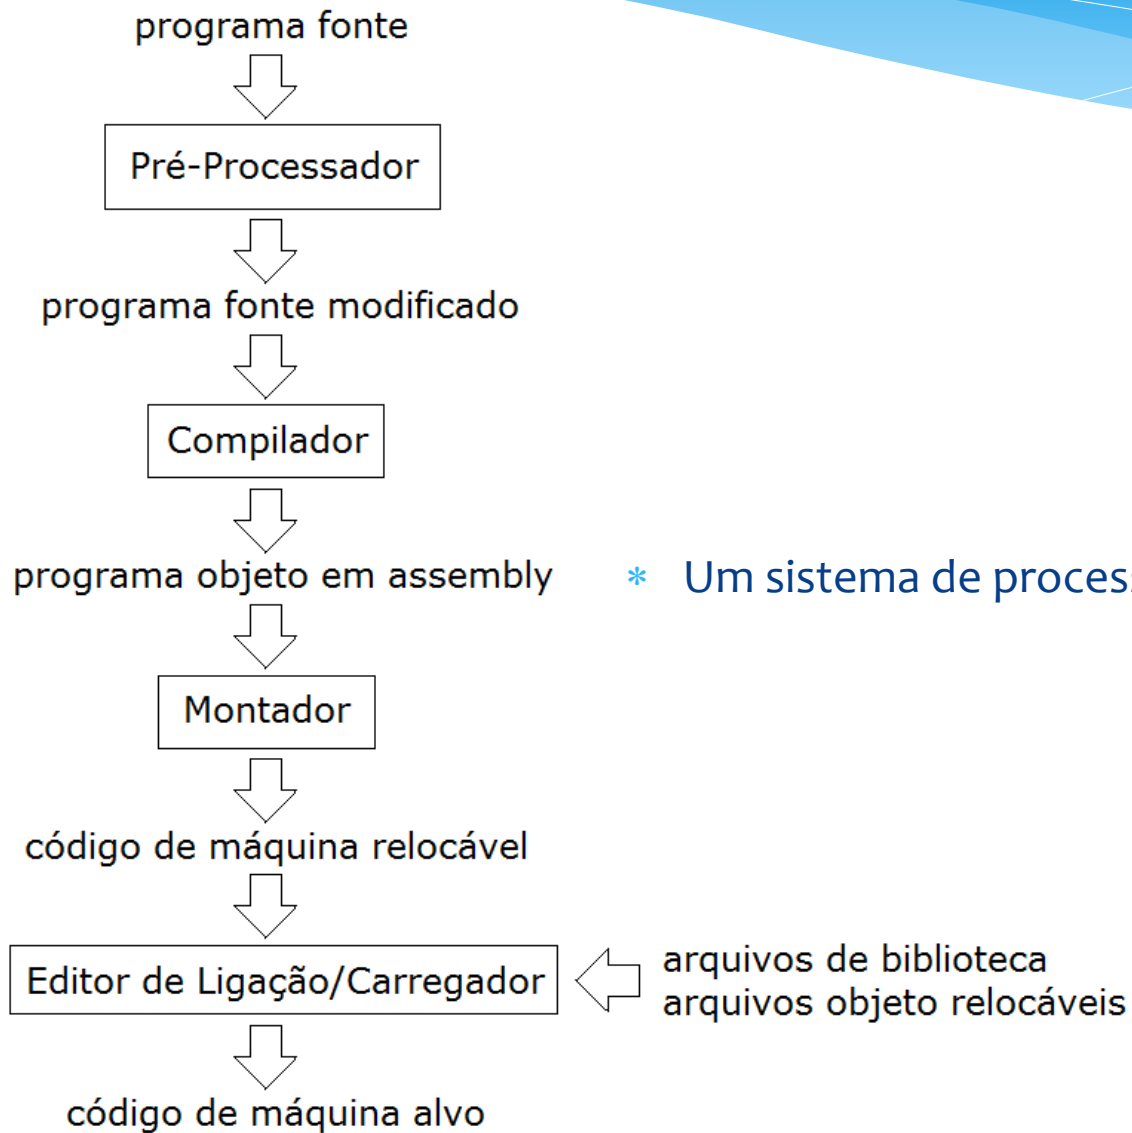 programa fonte
Pré-Processador
programa fonte modificado
Compilador
programa objeto em assembly
* Um sistema de
Montador
código de máquina relocável
Editor de Ligação/Carregador
arquivos de biblioteca
arquivos objeto relocáveis
código de máquina alvo